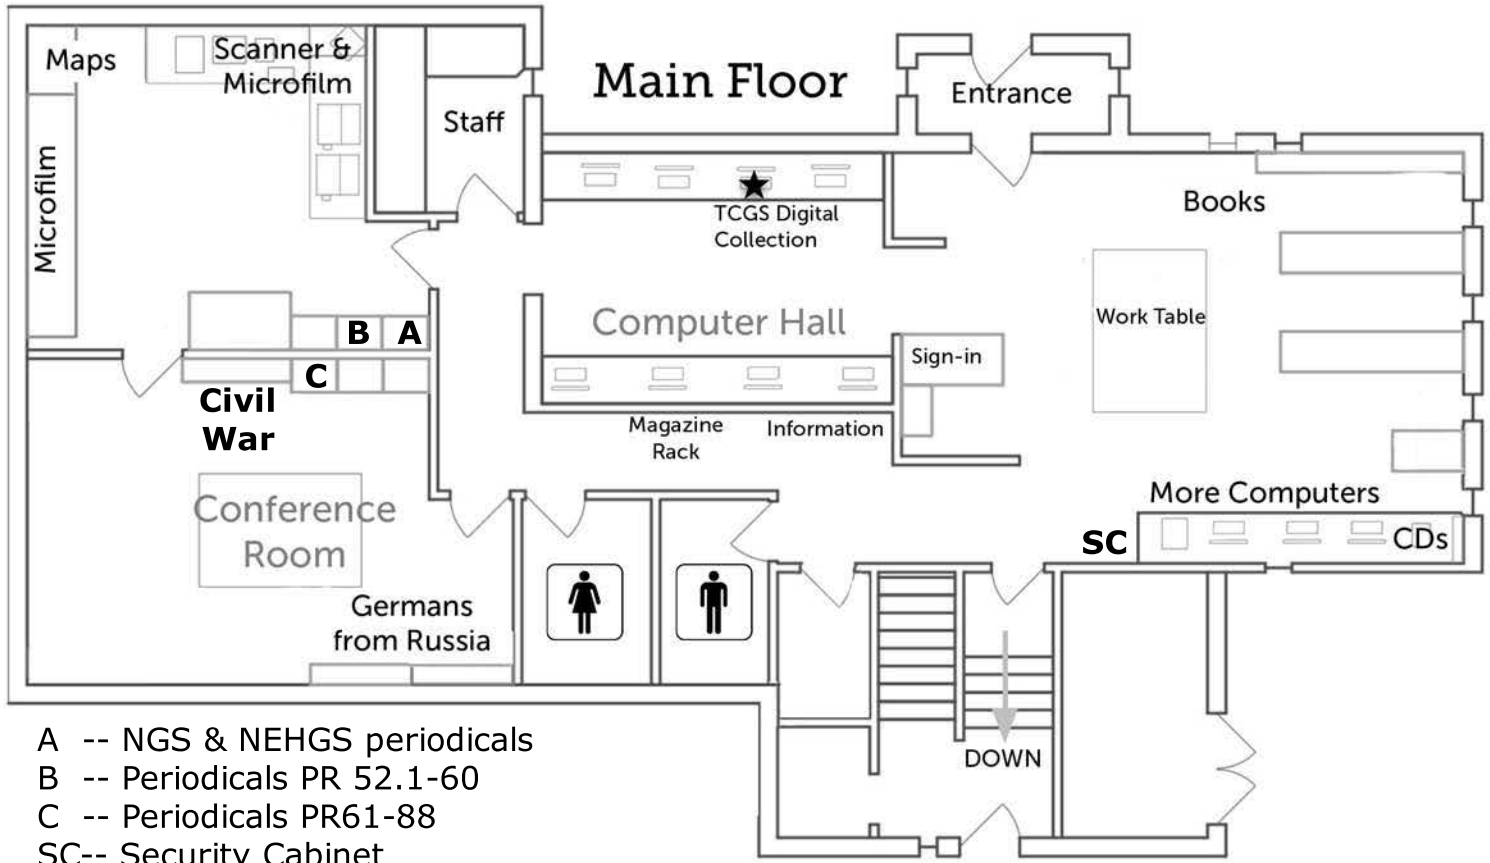 Main Floor
Maps
Scanner &
Microfilm
Staff
Entrance
Microfilm
TCGS Digital
Collection
Books
Computer Hall
Work Table
Sign-in
B
A
C
Civil
War
Magazine
Rack
Information
Conference
Room
More Computers
SC
CDs
Germans
from Russia
DOWN
A -- NGS & NEHGS periodicals
B -- Periodicals PR 52.1-60
C -- Periodicals PR61-88
SC-- Security Cabinet